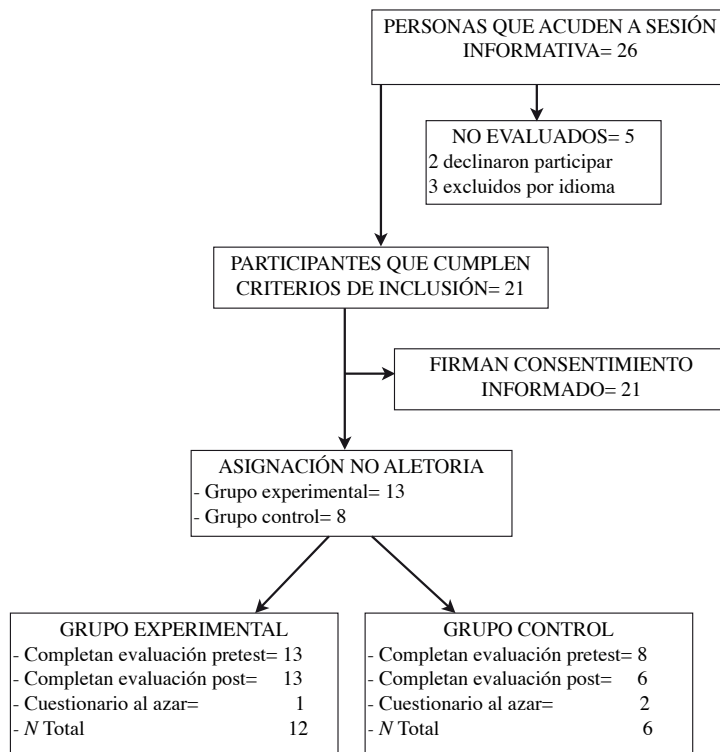 PERSONAS QUE ACUDEN A SESIÓN
INFORMATIVA= 26
NO EVALUADOS= 5
2 declinaron participar
3 excluidos por idioma
PARTICIPANTES QUE CUMPLEN
CRITERIOS DE INCLUSIÓN= 21
FIRMAN CONSENTIMIENTO
INFORMADO= 21
ASIGNACIÓN NO ALETORIA
- Grupo experimental= 13
- Grupo control= 8
GRUPO EXPERIMENTAL
- Completan evaluación pretest= 13
- Completan evaluación post= 13
- Cuestionario al azar= 1
- N Total 12
GRUPO CONTROL
- Completan evaluación pretest= 8
- Completan evaluación post= 6
- Cuestionario al azar= 2
- N Total 6